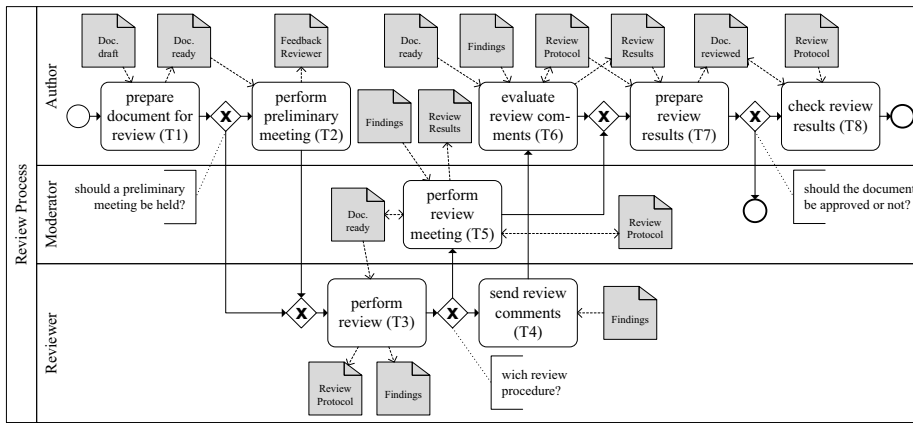 Review Process
Author
Doc.
draft
Doc.
ready
Feedback
Reviewer
Doc.
ready
Findings
Review
Protocol
Review
Results
Doc.
reviewed
Review
Protocol
prepare
document for
review (T1)
X
perform
preliminary
meeting (T2)
evaluate
review com-
ments (T6)
X
prepare
review
results (T7)
X
check review
results (T8)
Findings
Review
Results
Moderator
should a preliminary
meeting be held?
Doc.
ready
perform
review
meeting (T5)
Review
Protocol
should the document
be approved or not?
Reviewer
X
perform
review (T3)
X
send review
comments
(T4)
Findings
Review
Protocol
Findings
wich review
procedure?